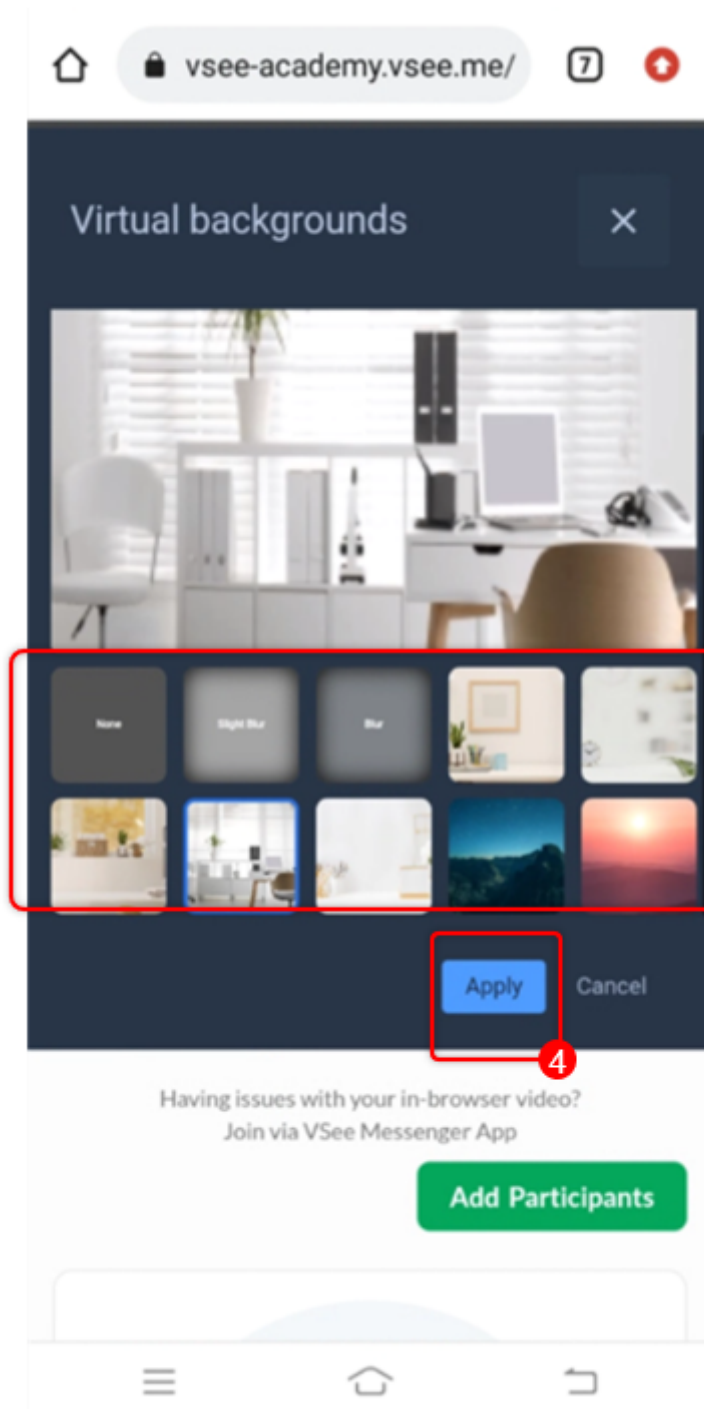 vsee-academy.vsee.me/
7
Virtual backgrounds
None
Slight Blur
Blur
Apply
Cancel
4
Having issues with your in-browser video?
Join via VSee Messenger App
Add Participants